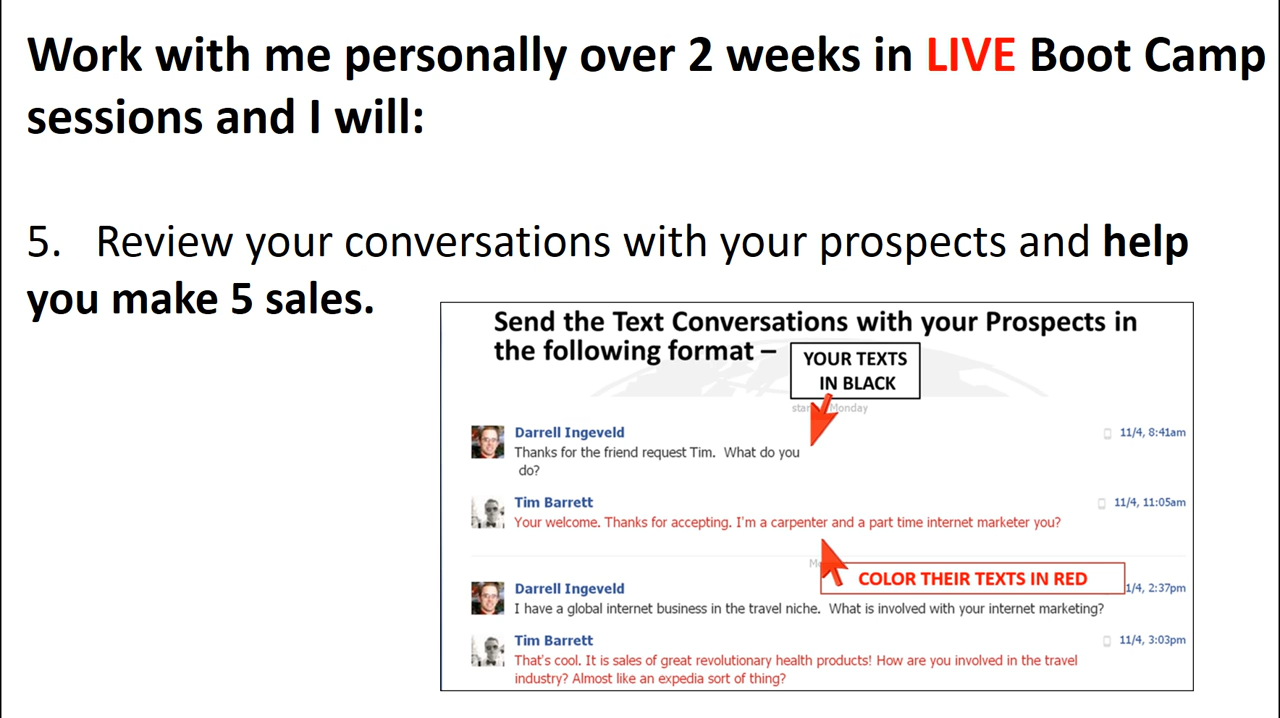 Work with me personally over 2 weeks in LIVE Boot Camp
sessions and I will:
5. Review your conversations with your prospects and help
you make 5 sales.
Send the Text Conversations with your Prospects in
the following format –
YOUR TEXTS
IN BLACK
Monday
Darrell Ingeveld 11/4, 8:41am
Thanks for the friend request Tim. What do you
do?
Tim Barrett 11/4, 11:05am
Your welcome. Thanks for accepting. I'm a carpenter and a part time internet marketer you?
COLOR THEIR TEXTS IN RED
Darrell Ingeveld 1/4, 2:37pm
I have a global internet business in the travel niche. What is involved with your internet marketing?
Tim Barrett 11/4, 3:03pm
That's cool. It is sales of great revolutionary health products! How are you involved in the travel
industry? Almost like an expedia sort of thing?